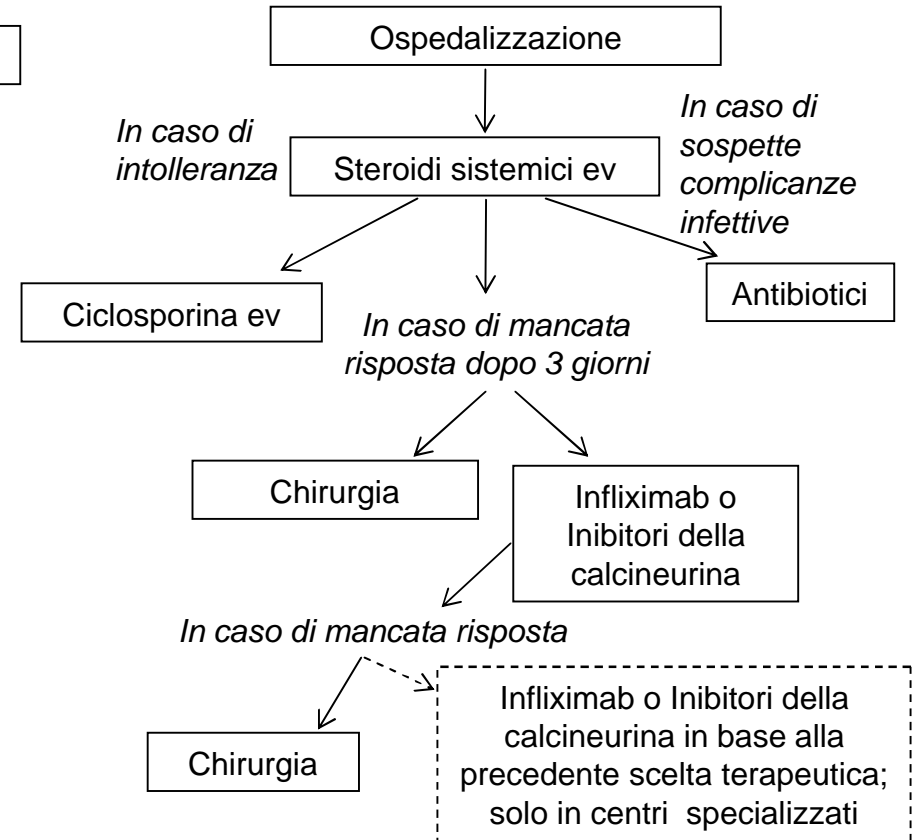 Ospedalizzazione
In caso di
intolleranza
Steroidi sistemici ev
In caso di
sospette
complicanze
infettive
Ciclosporina ev
Antibiotici
In caso di mancata
risposta dopo 3 giorni
Chirurgia
Infliximab o
Inibitori della
calcineurina
In caso di mancata risposta
Chirurgia
Infliximab o Inibitori della
calcineurina in base alla
precedente scelta terapeutica;
solo in centri specializzati